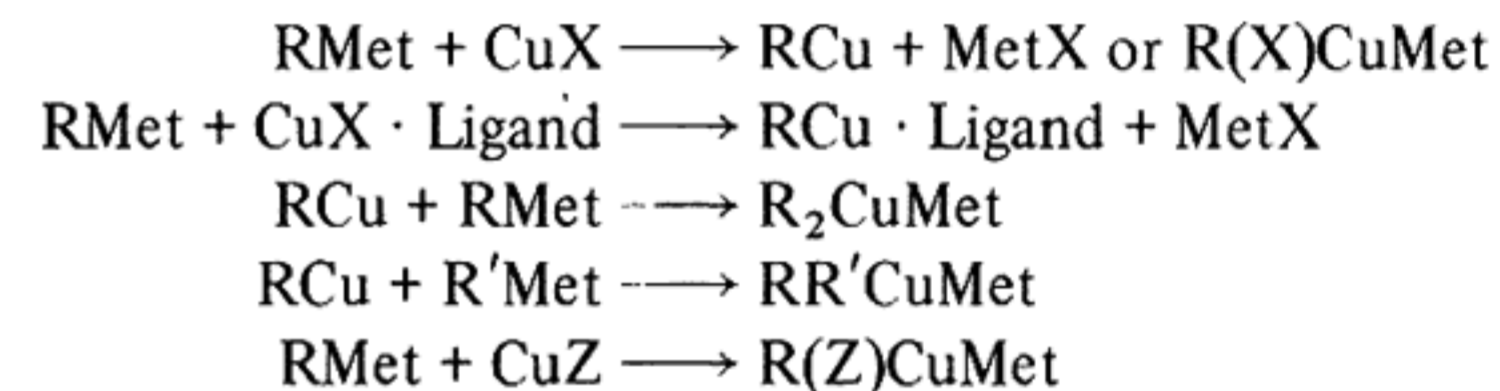 RMet + CuX ⟶ RCu + MetX or R(X)CuMet
RMet + CuX · Ligand ⟶ RCu · Ligand + MetX
RCu + RMet ⟶ R₂CuMet
RCu + R′Met ⟶ RR′CuMet
RMet + CuZ ⟶ R(Z)CuMet